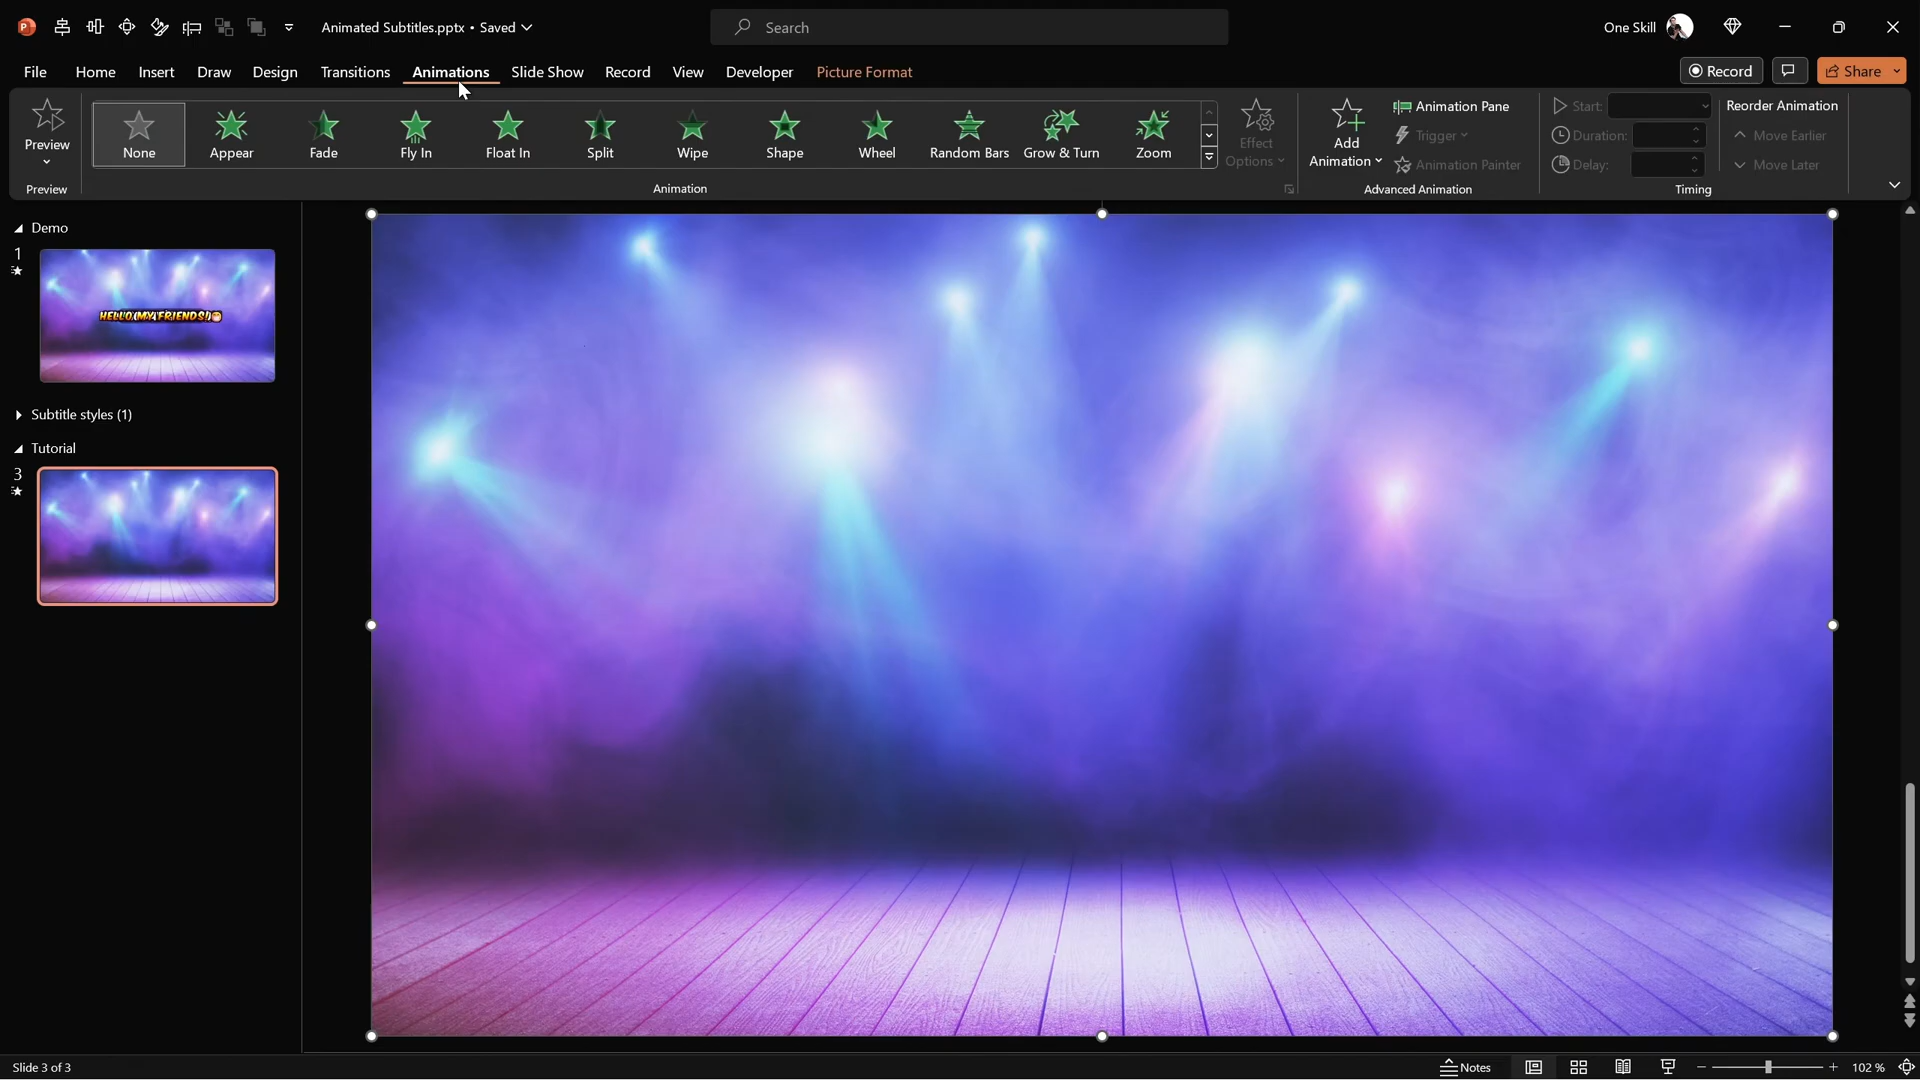 Animated Subtitles.pptx • Saved
Search
One Skill
File
Home
Insert
Draw
Design
Transitions
Animations
Slide Show
Record
View
Developer
Picture Format
Record
Share
Preview
Preview
None
Appear
Fade
Fly In
Float In
Split
Wipe
Shape
Wheel
Random Bars
Grow & Turn
Zoom
Animation
Effect
Options
Add
Animation
Animation Pane
Trigger
Animation Painter
Advanced Animation
Start:
Duration:
Delay:
Timing
Reorder Animation
Move Earlier
Move Later
Demo
1
HELLO MY FRIENDS!
Subtitle styles (1)
Tutorial
3
Slide 3 of 3
Notes
102 %